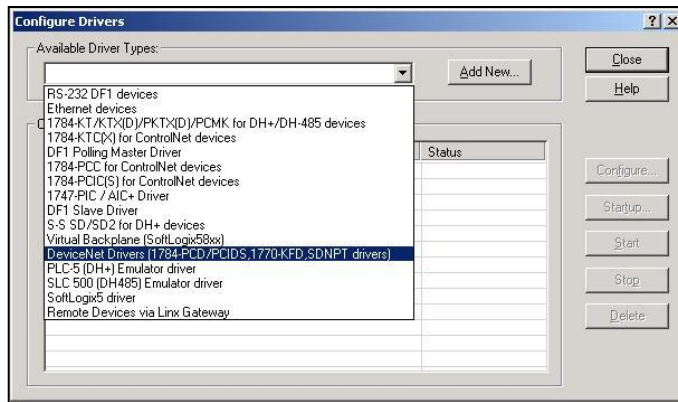 Configure Drivers
Available Driver Types:
Add New...
Close
Help
RS-232 DF1 devices
Ethernet devices
1784-KT/KTX(D)/PKTX(D)/PCMK for DH+/DH-485 devices
1784-KTC(X) for ControlNet devices
DF1 Polling Master Driver
1784-PCC for ControlNet devices
1784-PCIC(S) for ControlNet devices
1747-PIC / AIC+ Driver
DF1 Slave Driver
S-S SD/SD2 for DH+ devices
Virtual Backplane (SoftLogix58xx)
DeviceNet Drivers (1784-PCD/PCIDS,1770-KFD,SDNPT drivers)
PLC-5 (DH+) Emulator driver
SLC 500 (DH485) Emulator driver
SoftLogix5 driver
Remote Devices via Linx Gateway
Status
Configure...
Startup...
Start
Stop
Delete